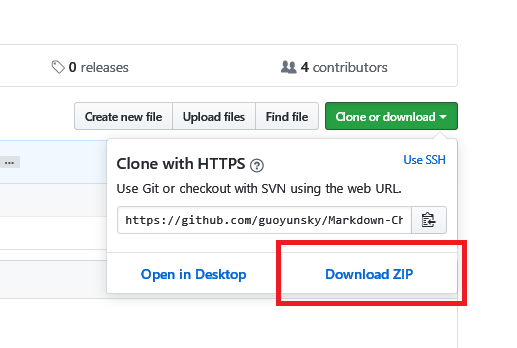 0 releases
4 contributors
Create new file
Upload files
Find file
Clone or download
...
Clone with HTTPS ?
Use SSH
Use Git or checkout with SVN using the web URL.
https://github.com/guoyunsky/Markdown-Ch
Open in Desktop
Download ZIP